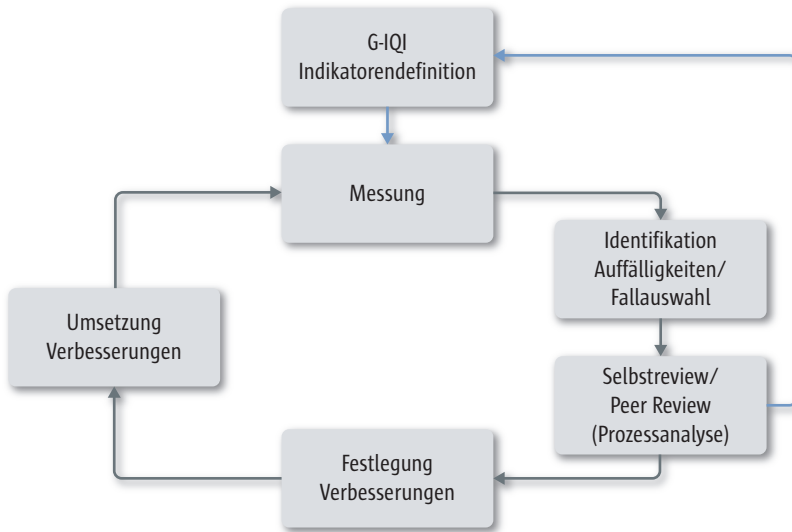 G-IQI
Indikatorendefinition
Messung
Identifikation
Auffälligkeiten/
Fallauswahl
Selbstreview/
Peer Review
(Prozessanalyse)
Festlegung
Verbesserungen
Umsetzung
Verbesserungen